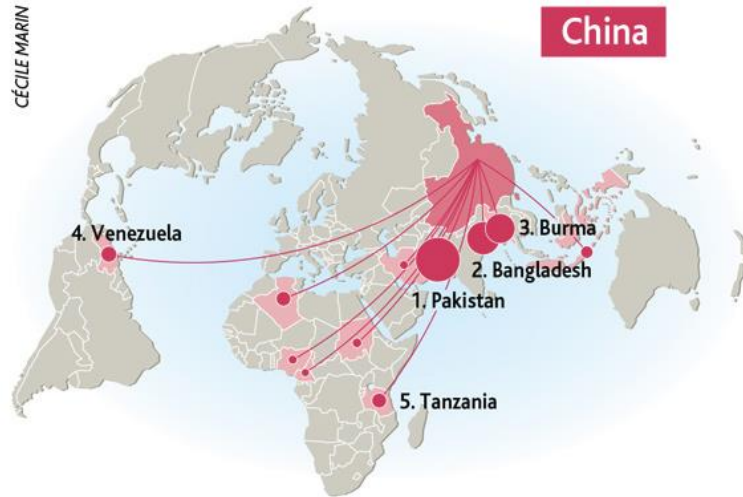 CÉCILE MARIN
China
4. Venezuela
3. Burma
2. Bangladesh
1. Pakistan
5. Tanzania